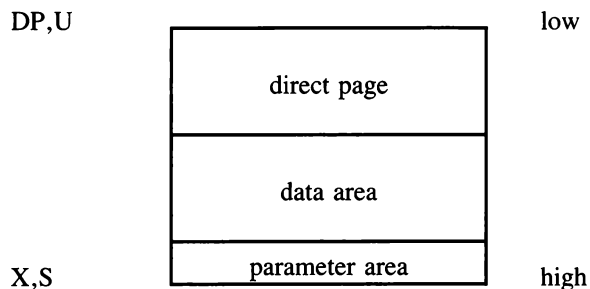 DP,U low
direct page
data area
parameter area
X,S high